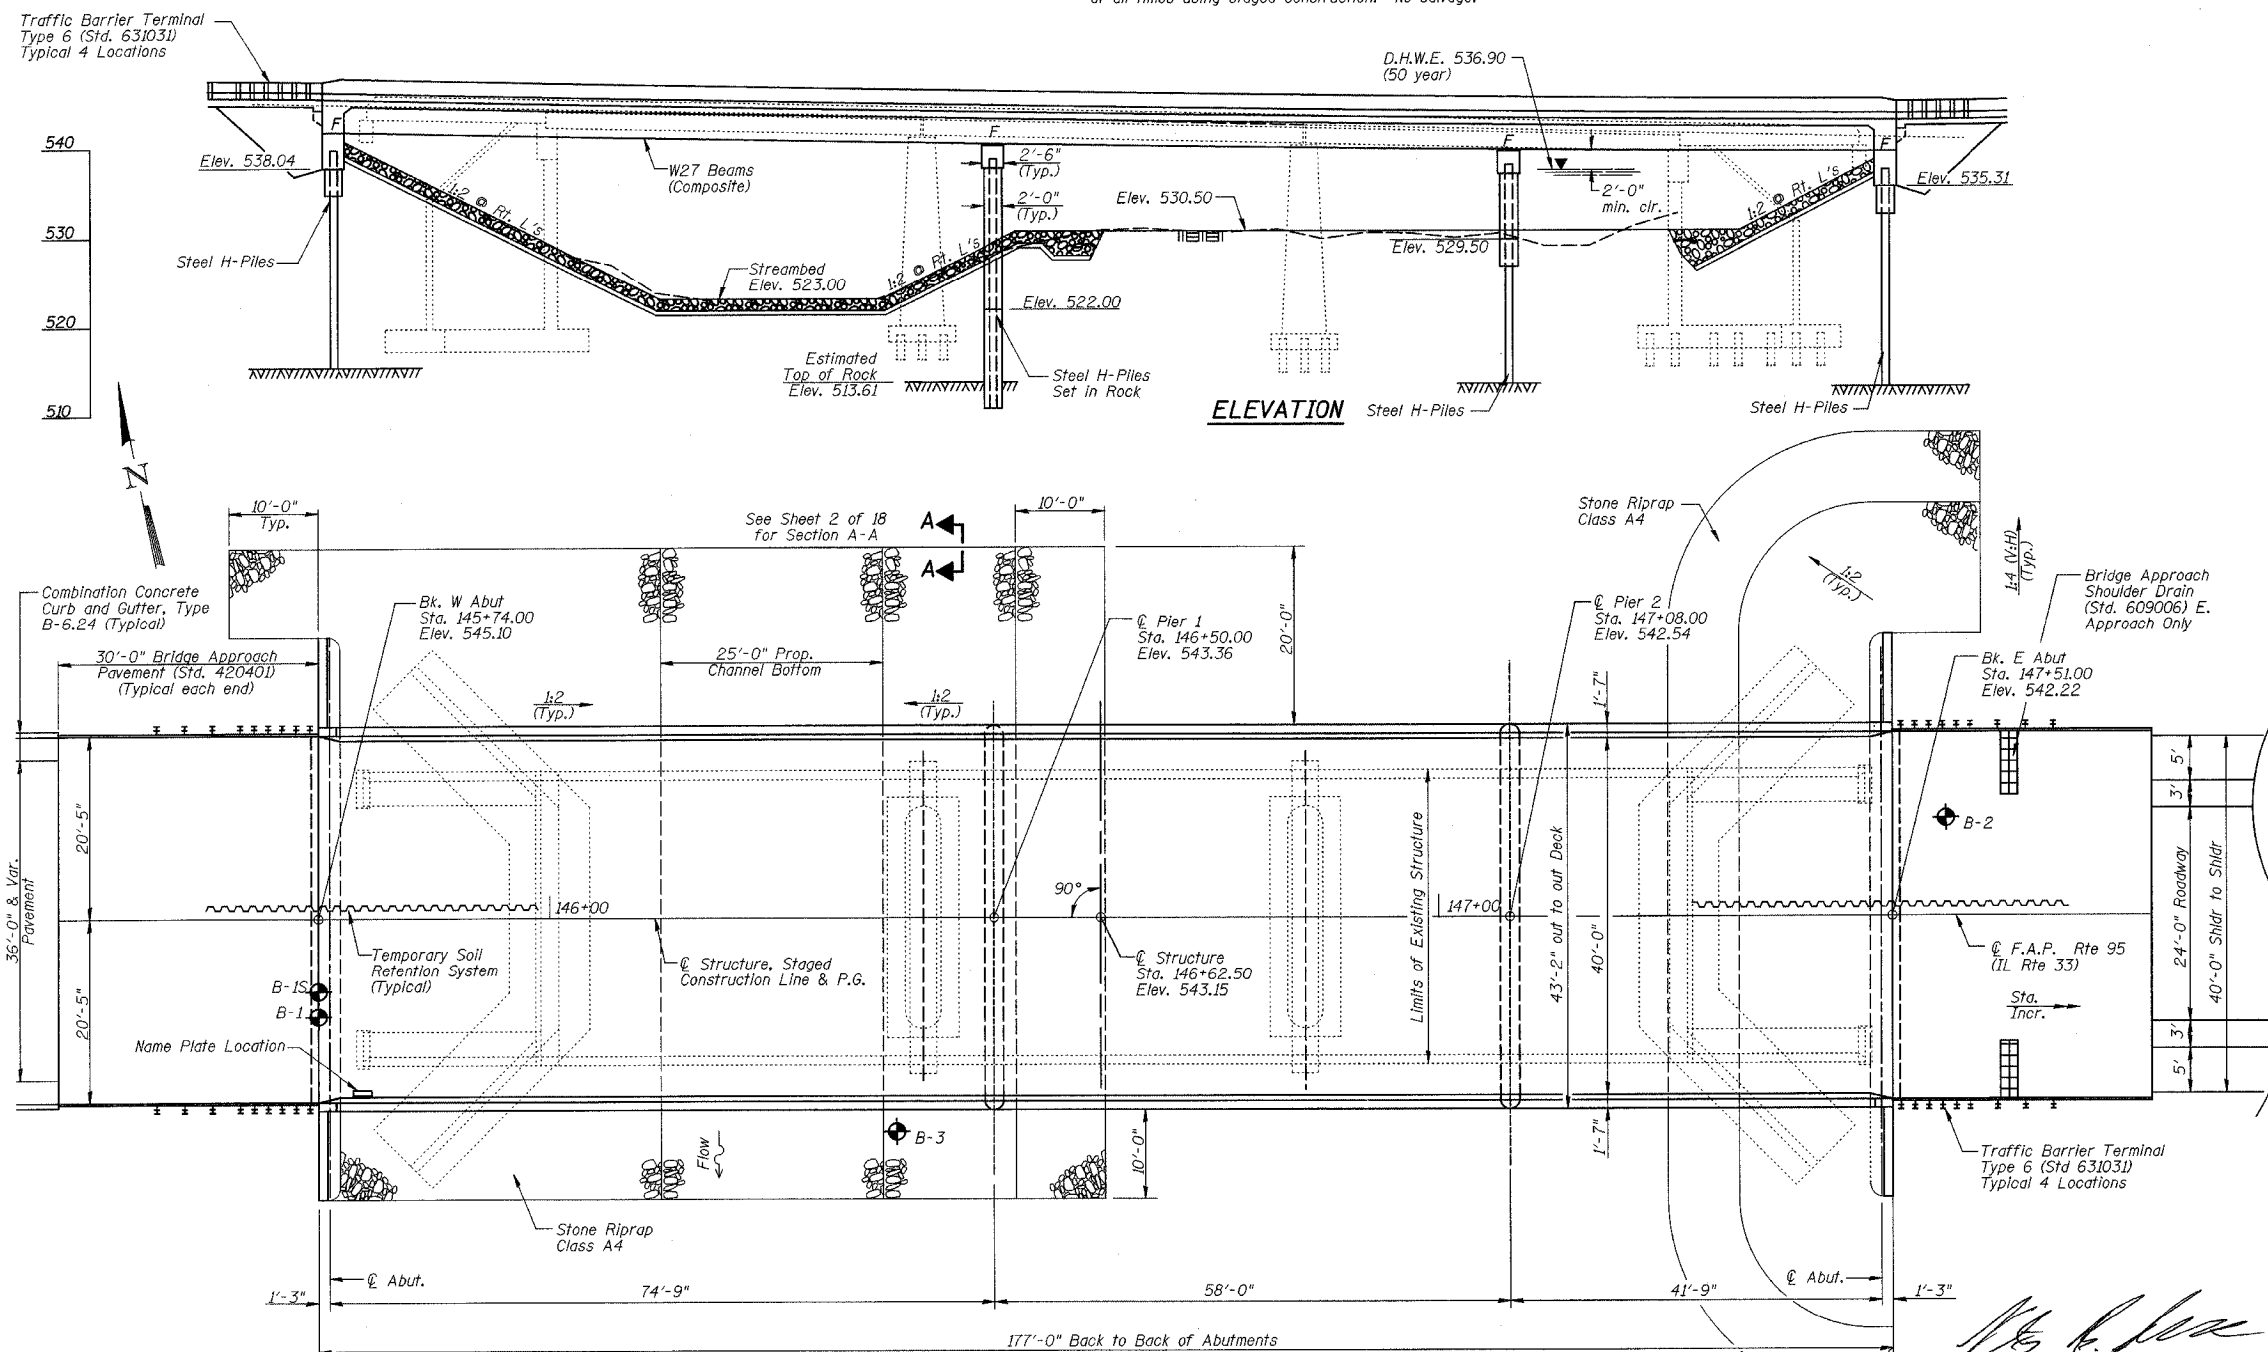 Traffic Barrier Terminal
Type 6 (Std. 631031)
Typical 4 Locations
D.H.W.E. 536.90
(50 year)
540
530
520
510
Elev. 538.04
F
W27 Beams
(Composite)
F
2'-6"
(Typ.)
2'-0"
(Typ.)
Elev. 530.50
F
2'-0"
min. clr.
F
Elev. 535.31
1:2 @ Rt. L's
1:2 @ Rt. L's
1:2 @ Rt. L's
Steel H-Piles
Streambed
Elev. 523.00
Elev. 529.50
Elev. 522.00
Estimated
Top of Rock
Elev. 513.61
Steel H-Piles
Set in Rock
ELEVATION
Steel H-Piles
Steel H-Piles
N
10'-0"
Typ.
See Sheet 2 of 18
for Section A-A
A
A
10'-0"
Stone Riprap
Class A4
1:2
(Typ.)
1:4 (V:H)
(Typ.)
Combination Concrete
Curb and Gutter, Type
B-6.24 (Typical)
Bk. W Abut
Sta. 145+74.00
Elev. 545.10
℄ Pier 1
Sta. 146+50.00
Elev. 543.36
20'-0"
℄ Pier 2
Sta. 147+08.00
Elev. 542.54
Bridge Approach
Shoulder Drain
(Std. 609006) E.
Approach Only
30'-0" Bridge Approach
Pavement (Std. 420401)
(Typical each end)
25'-0" Prop.
Channel Bottom
Bk. E Abut
Sta. 147+51.00
Elev. 542.22
1:2
(Typ.)
1:2
(Typ.)
1'-7"
36'-0" & Var.
Pavement
20'-5"
20'-5"
146+00
90°
147+00
Limits of Existing Structure
43'-2" out to out Deck
40'-0"
B-2
5'
3'
24'-0" Roadway
3'
5'
40'-0" Shldr to Shldr
Temporary Soil
Retention System
(Typical)
℄ Structure, Staged
Construction Line & P.G.
℄ Structure
Sta. 146+62.50
Elev. 543.15
℄ F.A.P. Rte 95
(IL Rte 33)
Sta.
Incr.
B-1S
B-1
Name Plate Location
B-3
Flow
10'-0"
1'-7"
Traffic Barrier Terminal
Type 6 (Std 631031)
Typical 4 Locations
Stone Riprap
Class A4
℄ Abut.
℄ Abut.
1'-3"
74'-9"
58'-0"
41'-9"
1'-3"
177'-0" Back to Back of Abutments